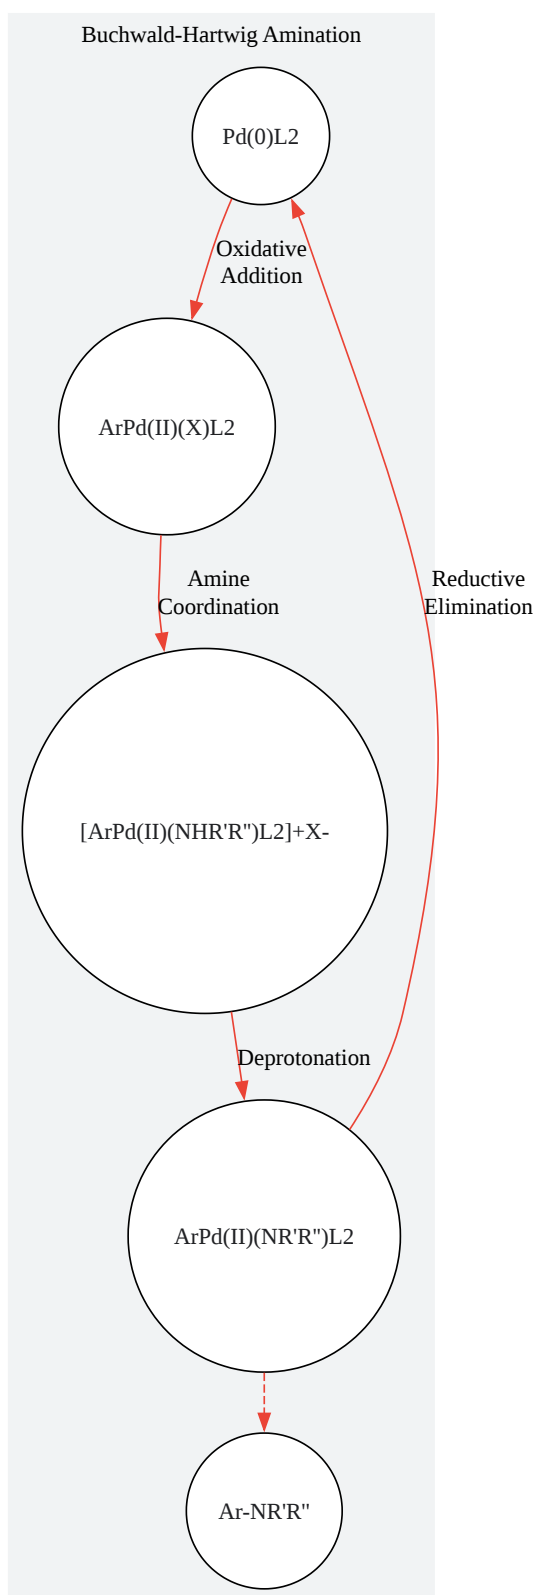 Buchwald-Hartwig Amination
Pd(0)L2
Oxidative
Addition
ArPd(II)(X)L2
Amine
Coordination
Reductive
Elimination
[ArPd(II)(NHR'R'')L2]+X-
Deprotonation
ArPd(II)(NR'R'')L2
Ar-NR'R''